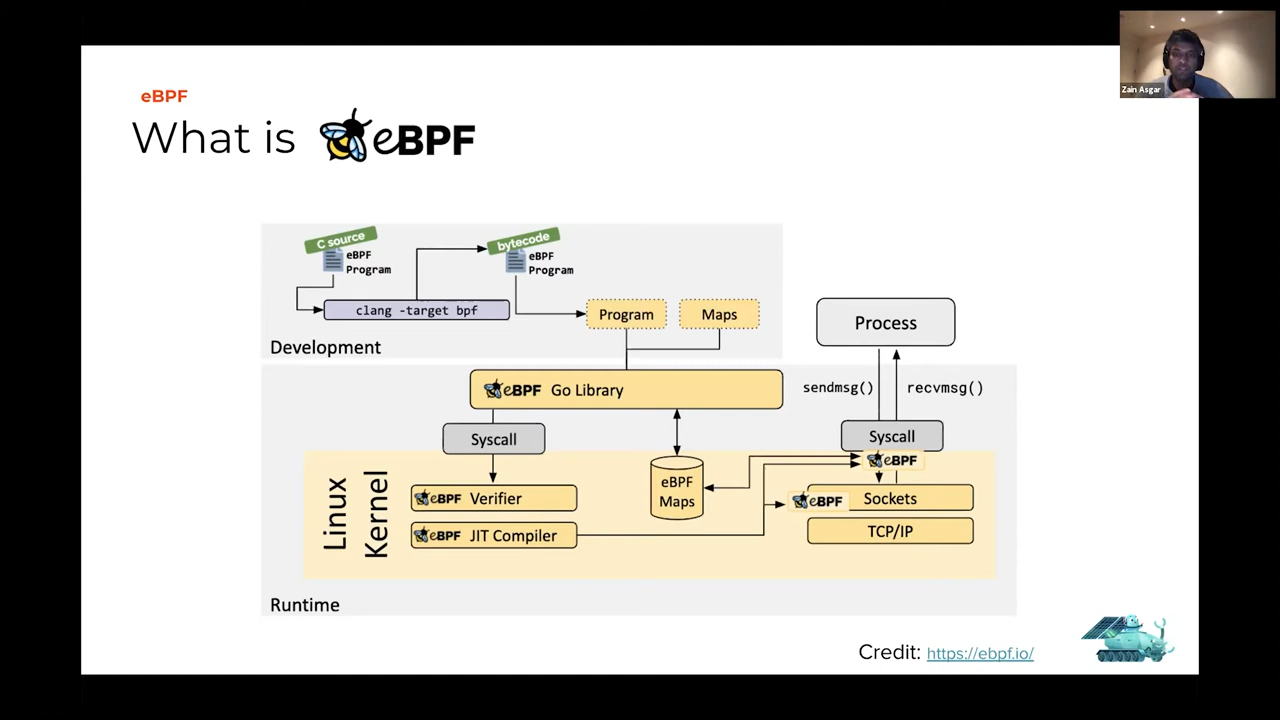 Zain Asgar
eBPF
What is eBPF
C source
eBPF
Program
bytecode
eBPF
Program
clang -target bpf
Program
Maps
Development
Process
eBPF Go Library
sendmsg()
recvmsg()
Syscall
Syscall
eBPF
Linux
Kernel
eBPF Verifier
eBPF
Maps
eBPF
Sockets
eBPF JIT Compiler
TCP/IP
Runtime
Credit: https://ebpf.io/